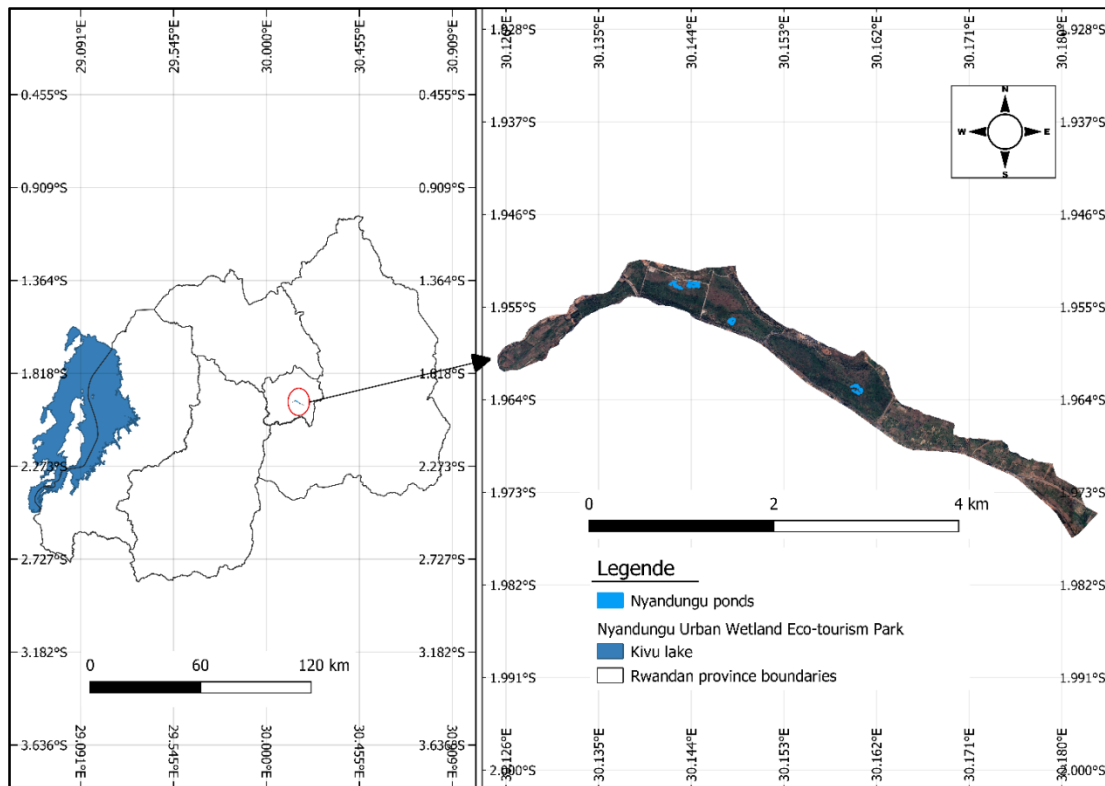 29.091°E 29.545°E 30.000°E 30.455°E 30.909°E
0.455°S 0.455°S
0.909°S 0.909°S
1.364°S 1.364°S
1.818°S 1.818°S
2.273°S 2.273°S
2.727°S 2.727°S
3.182°S 3.182°S
3.636°S 3.636°S
0 60 120 km
29.091°E 29.545°E 30.000°E 30.455°E 30.909°E
30.126°E 30.135°E 30.144°E 30.153°E 30.162°E 30.171°E 30.180°E
1.928°S 1.928°S
1.937°S 1.937°S
1.946°S 1.946°S
1.955°S 1.955°S
1.964°S 1.964°S
1.973°S 1.973°S
1.982°S 1.982°S
1.991°S 1.991°S
2.000°S 2.000°S
N
W E
S
0 2 4 km
Legende
Nyandungu ponds
Nyandungu Urban Wetland Eco-tourism Park
Kivu lake
Rwandan province boundaries
30.126°E 30.135°E 30.144°E 30.153°E 30.162°E 30.171°E 30.180°E